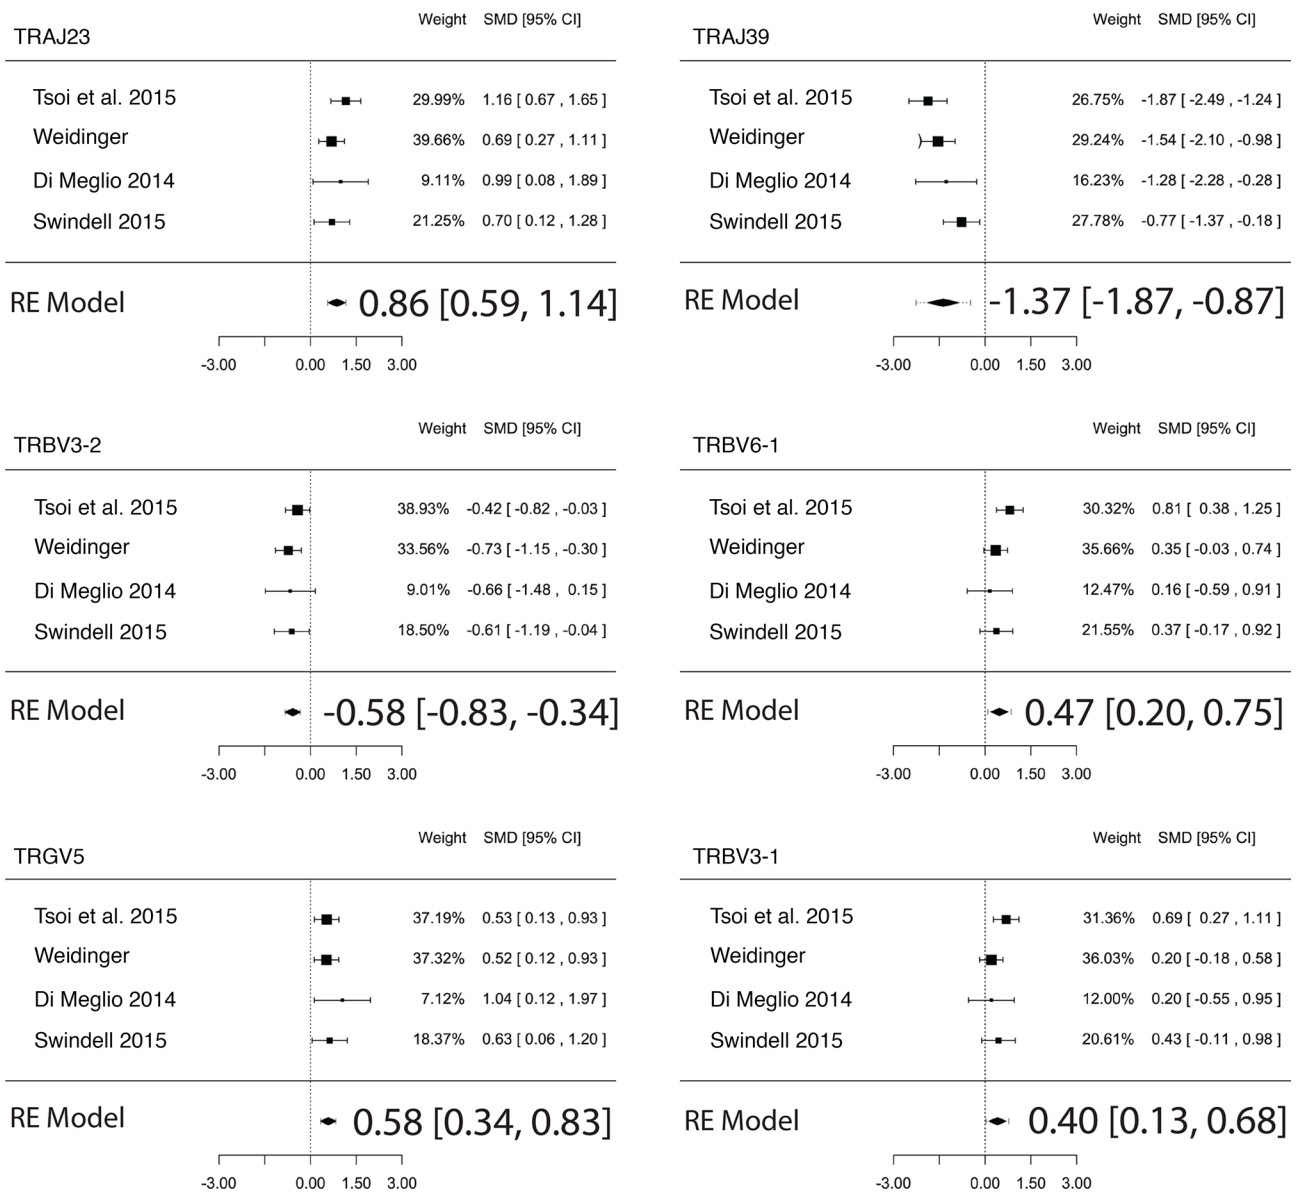 Weight SMD [95% CI]
TRAJ23
Tsoi et al. 2015 29.99% 1.16 [ 0.67 , 1.65 ]
Weidinger 39.66% 0.69 [ 0.27 , 1.11 ]
Di Meglio 2014 9.11% 0.99 [ 0.08 , 1.89 ]
Swindell 2015 21.25% 0.70 [ 0.12 , 1.28 ]
RE Model 0.86 [0.59, 1.14]
-3.00 0.00 1.50 3.00
Weight SMD [95% CI]
TRAJ39
Tsoi et al. 2015 26.75% -1.87 [ -2.49 , -1.24 ]
Weidinger 29.24% -1.54 [ -2.10 , -0.98 ]
Di Meglio 2014 16.23% -1.28 [ -2.28 , -0.28 ]
Swindell 2015 27.78% -0.77 [ -1.37 , -0.18 ]
RE Model -1.37 [-1.87, -0.87]
-3.00 0.00 1.50 3.00
Weight SMD [95% CI]
TRBV3-2
Tsoi et al. 2015 38.93% -0.42 [ -0.82 , -0.03 ]
Weidinger 33.56% -0.73 [ -1.15 , -0.30 ]
Di Meglio 2014 9.01% -0.66 [ -1.48 , 0.15 ]
Swindell 2015 18.50% -0.61 [ -1.19 , -0.04 ]
RE Model -0.58 [-0.83, -0.34]
-3.00 0.00 1.50 3.00
Weight SMD [95% CI]
TRBV6-1
Tsoi et al. 2015 30.32% 0.81 [ 0.38 , 1.25 ]
Weidinger 35.66% 0.35 [ -0.03 , 0.74 ]
Di Meglio 2014 12.47% 0.16 [ -0.59 , 0.91 ]
Swindell 2015 21.55% 0.37 [ -0.17 , 0.92 ]
RE Model 0.47 [0.20, 0.75]
-3.00 0.00 1.50 3.00
Weight SMD [95% CI]
TRGV5
Tsoi et al. 2015 37.19% 0.53 [ 0.13 , 0.93 ]
Weidinger 37.32% 0.52 [ 0.12 , 0.93 ]
Di Meglio 2014 7.12% 1.04 [ 0.12 , 1.97 ]
Swindell 2015 18.37% 0.63 [ 0.06 , 1.20 ]
RE Model 0.58 [0.34, 0.83]
-3.00 0.00 1.50 3.00
Weight SMD [95% CI]
TRBV3-1
Tsoi et al. 2015 31.36% 0.69 [ 0.27 , 1.11 ]
Weidinger 36.03% 0.20 [ -0.18 , 0.58 ]
Di Meglio 2014 12.00% 0.20 [ -0.55 , 0.95 ]
Swindell 2015 20.61% 0.43 [ -0.11 , 0.98 ]
RE Model 0.40 [0.13, 0.68]
-3.00 0.00 1.50 3.00